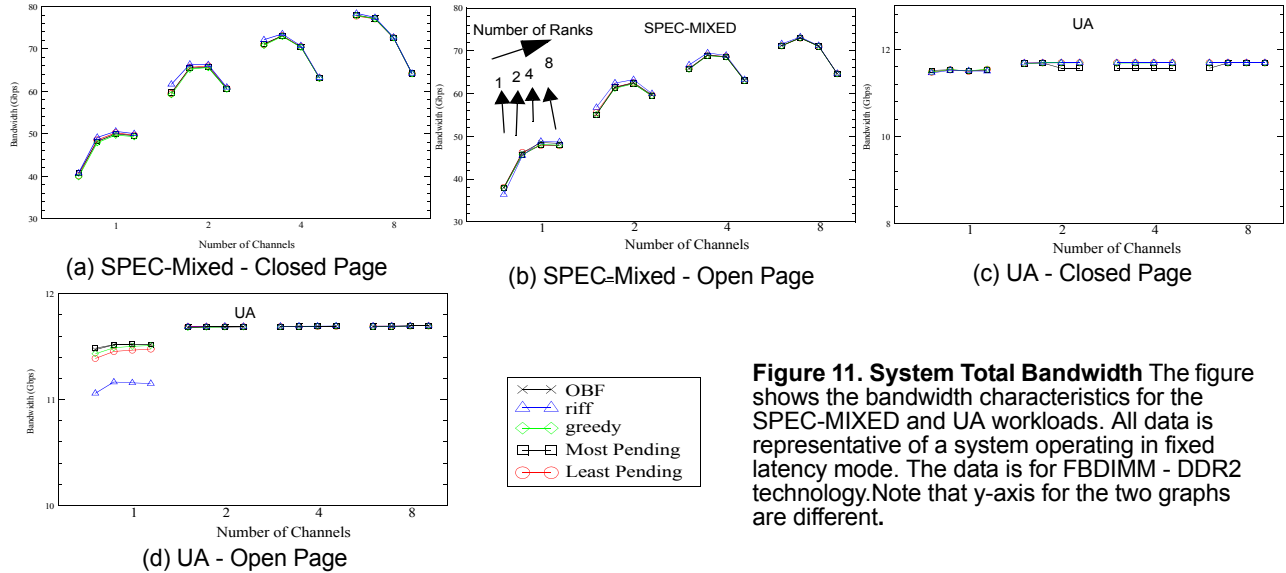 80
70
60
50
40
30
Bandwidth (Gbps)
1 2 4 8
Number of Channels
(a) SPEC-Mixed - Closed Page
80
70
60
50
40
30
Bandwidth (Gbps)
Number of Ranks
SPEC-MIXED
1 2 4 8
1 2 4 8
Number of Channels
(b) SPEC-Mixed - Open Page
12
8
Bandwidth (Gbps)
UA
1 2 4 8
Number of Channels
(c) UA - Closed Page
12
11
10
Bandwidth (Gbps)
UA
1 2 4 8
Number of Channels
(d) UA - Open Page
OBF
riff
greedy
Most Pending
Least Pending
Figure 11. System Total Bandwidth The figure
shows the bandwidth characteristics for the
SPEC-MIXED and UA workloads. All data is
representative of a system operating in fixed
latency mode. The data is for FBDIMM - DDR2
technology.Note that y-axis for the two graphs
are different.